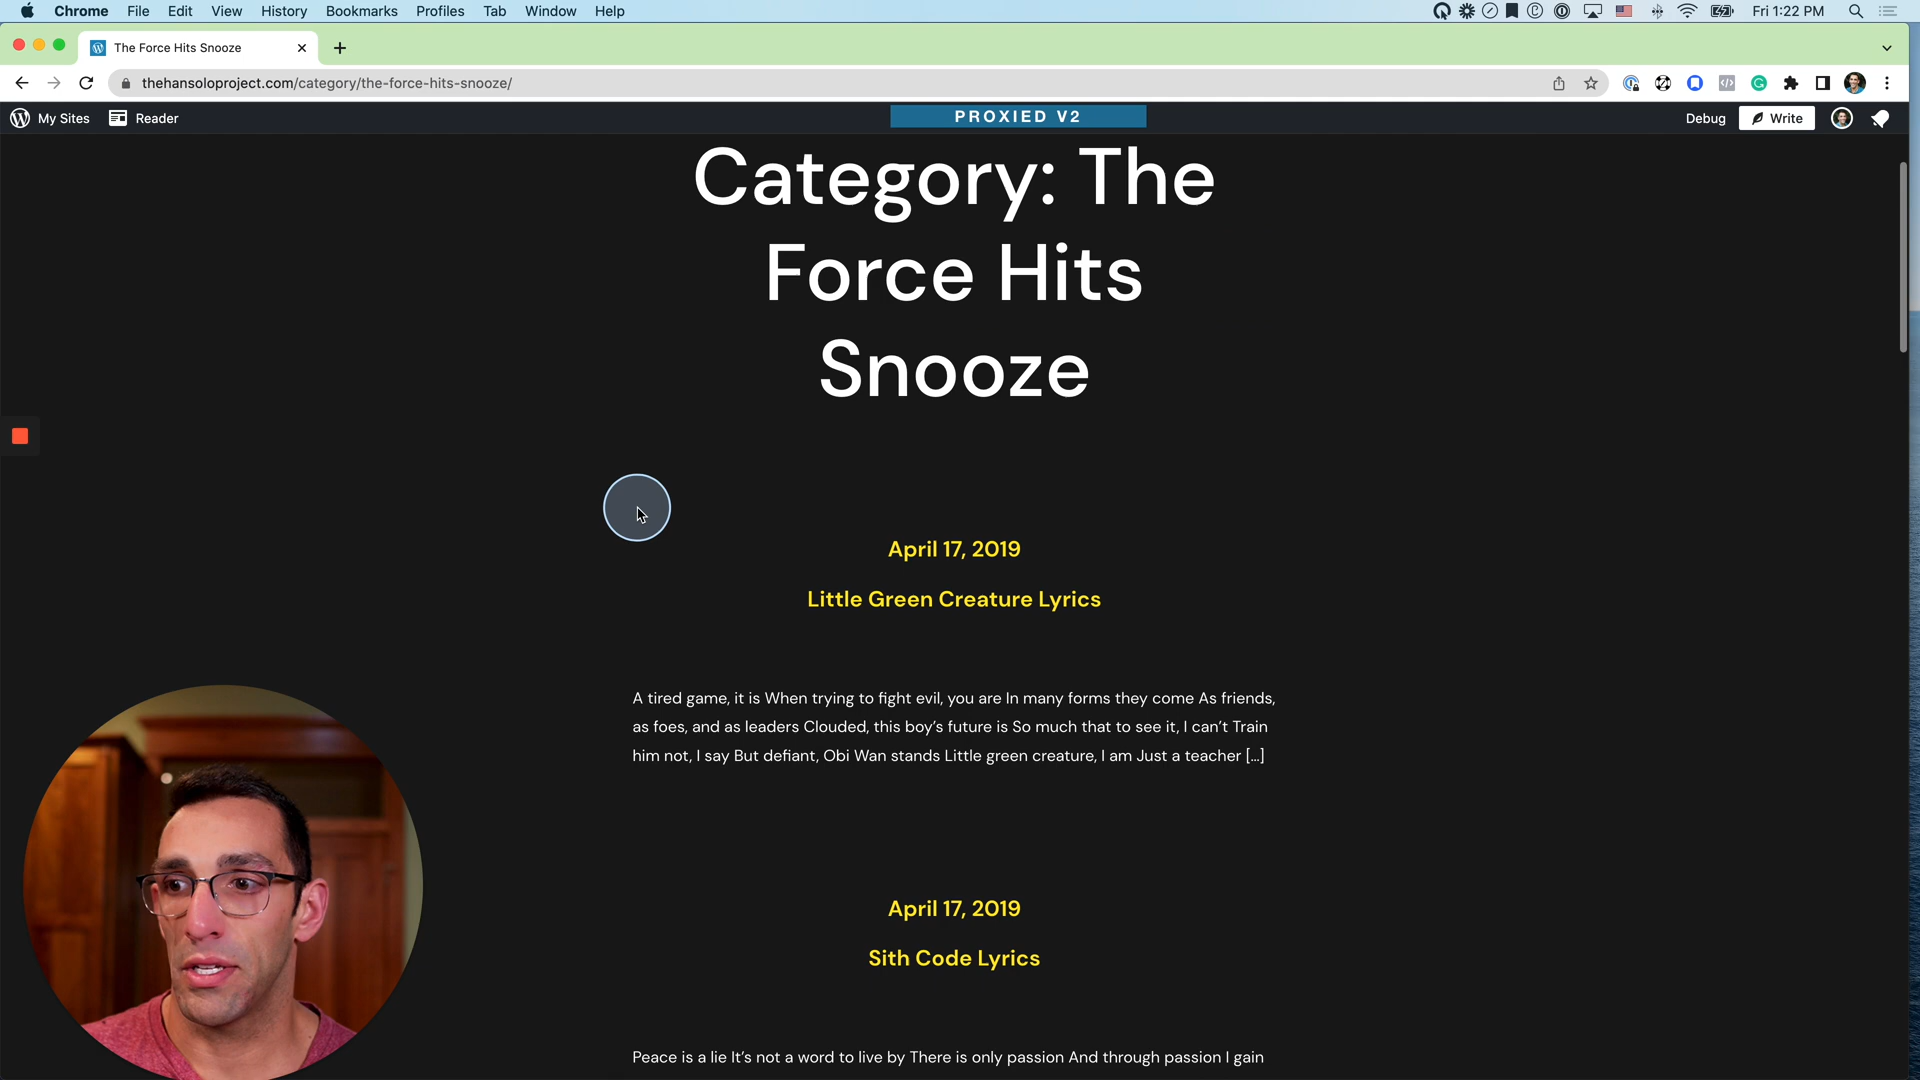 Chrome File Edit View History Bookmarks Profiles Tab Window Help Fri 1:22 PM
The Force Hits Snooze
thehansoloproject.com/category/the-force-hits-snooze/
My Sites Reader PROXIED V2 Debug Write
Category: The
Force Hits
Snooze
April 17, 2019
Little Green Creature Lyrics
A tired game, it is When trying to fight evil, you are In many forms they come As friends,
as foes, and as leaders Clouded, this boy’s future is So much that to see it, I can’t Train
him not, I say But defiant, Obi Wan stands Little green creature, I am Just a teacher […]
April 17, 2019
Sith Code Lyrics
Peace is a lie It’s not a word to live by There is only passion And through passion I gain